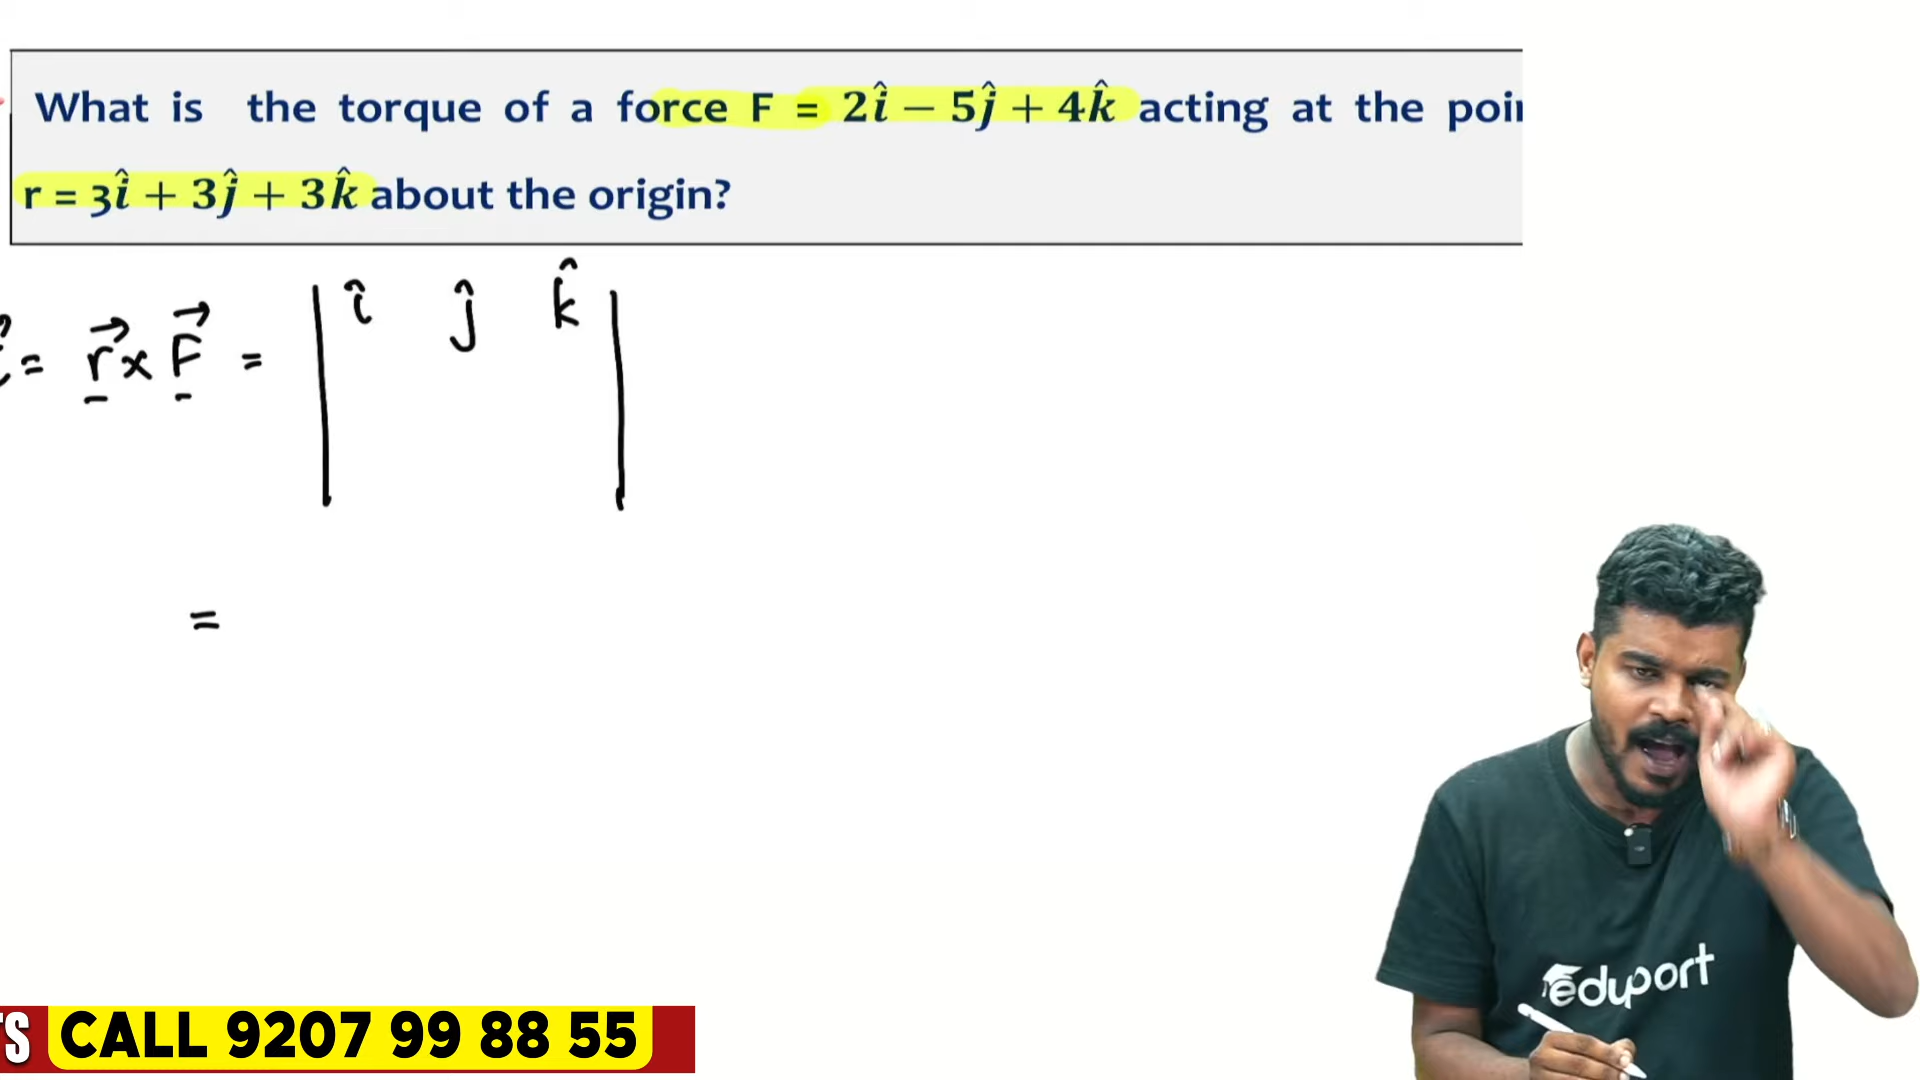 What is the torque of a force F = 2î − 5ĵ + 4k̂ acting at the poi
r = 3î + 3ĵ + 3k̂ about the origin?
î ĵ k̂
= r⃗ × F⃗ =
=
eduport
TS CALL 9207 99 88 55